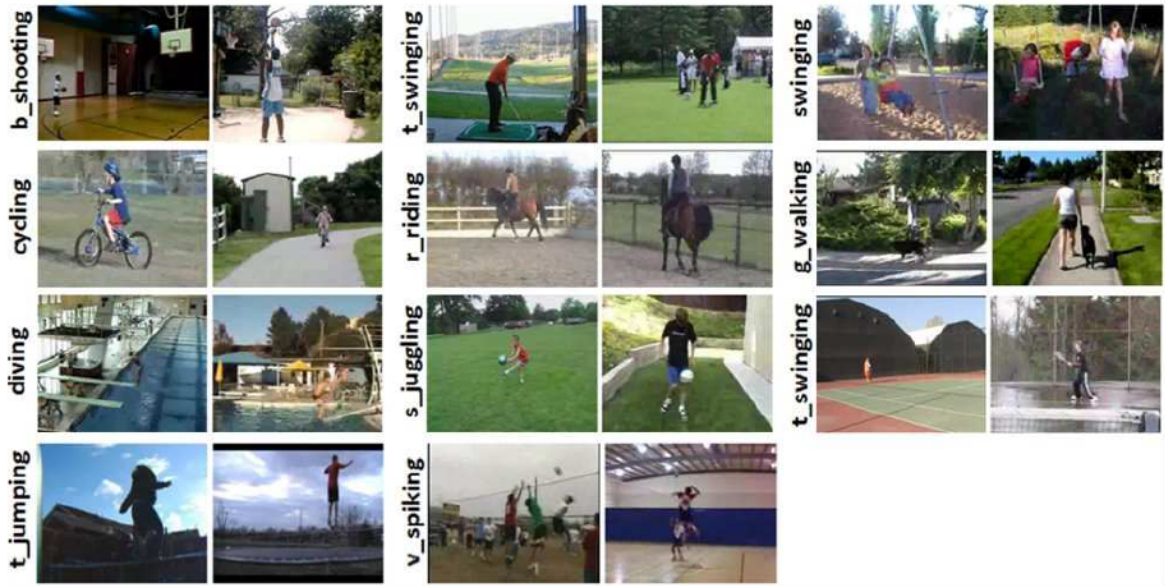 b_shooting
t_swinging
swinging
cycling
r_riding
g_walking
diving
s_juggling
t_swinging
t_jumping
v_spiking